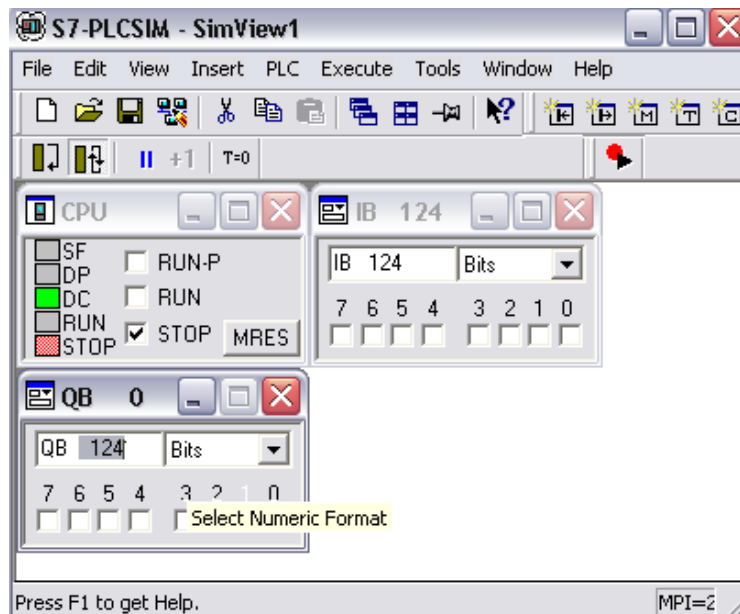 S7-PLCSIM - SimView1
File Edit View Insert PLC Execute Tools Window Help
+1 T=0
CPU
SF
DP
DC
RUN
STOP
RUN-P
RUN
STOP
MRES
IB 124
IB 124 Bits
7 6 5 4 3 2 1 0
QB 0
QB 124 Bits
7 6 5 4 3 2 1 0
Select Numeric Format
Press F1 to get Help.
MPI=2